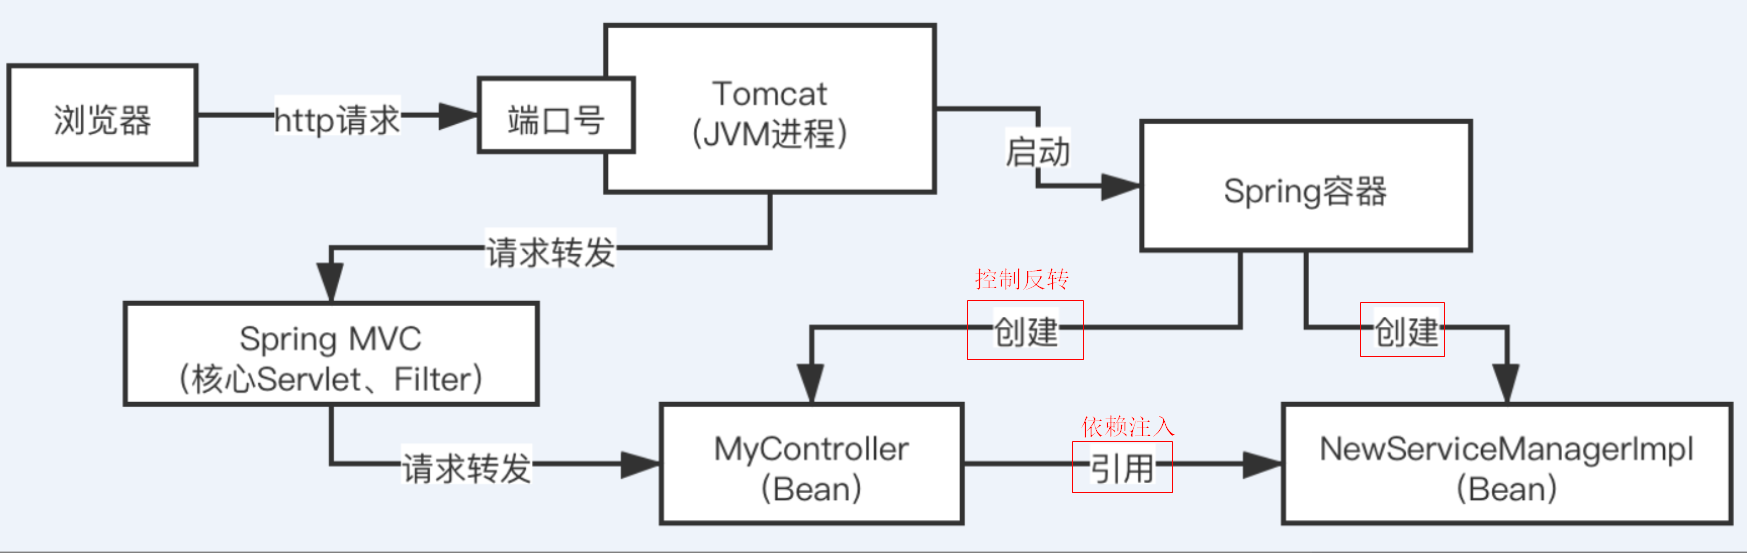 浏览器
http请求
端口号
Tomcat
（JVM进程）
启动
Spring容器
请求转发
控制反转
创建
创建
Spring MVC
（核心Servlet、Filter）
请求转发
MyController
（Bean）
依赖注入
引用
NewServiceManagerImpl
（Bean）